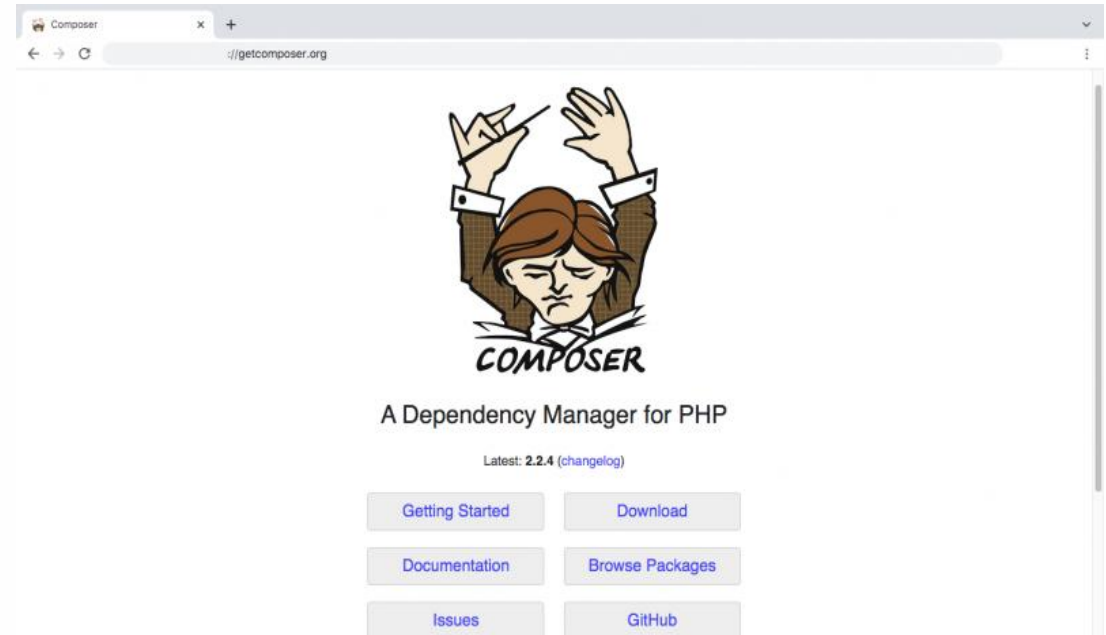 Composer
://getcomposer.org
COMPOSER
A Dependency Manager for PHP
Latest: 2.2.4 (changelog)
Getting Started Download
Documentation Browse Packages
Issues GitHub